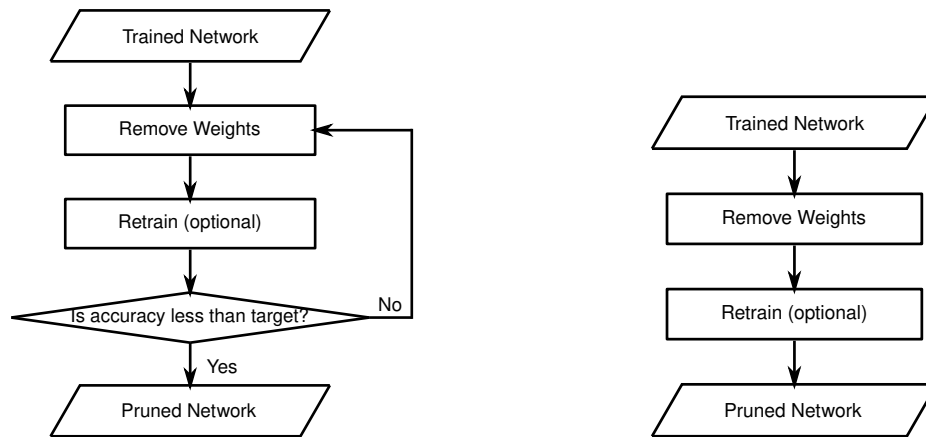 Trained Network
Remove Weights
Retrain (optional)
Is accuracy less than target?
No
Yes
Pruned Network
Trained Network
Remove Weights
Retrain (optional)
Pruned Network